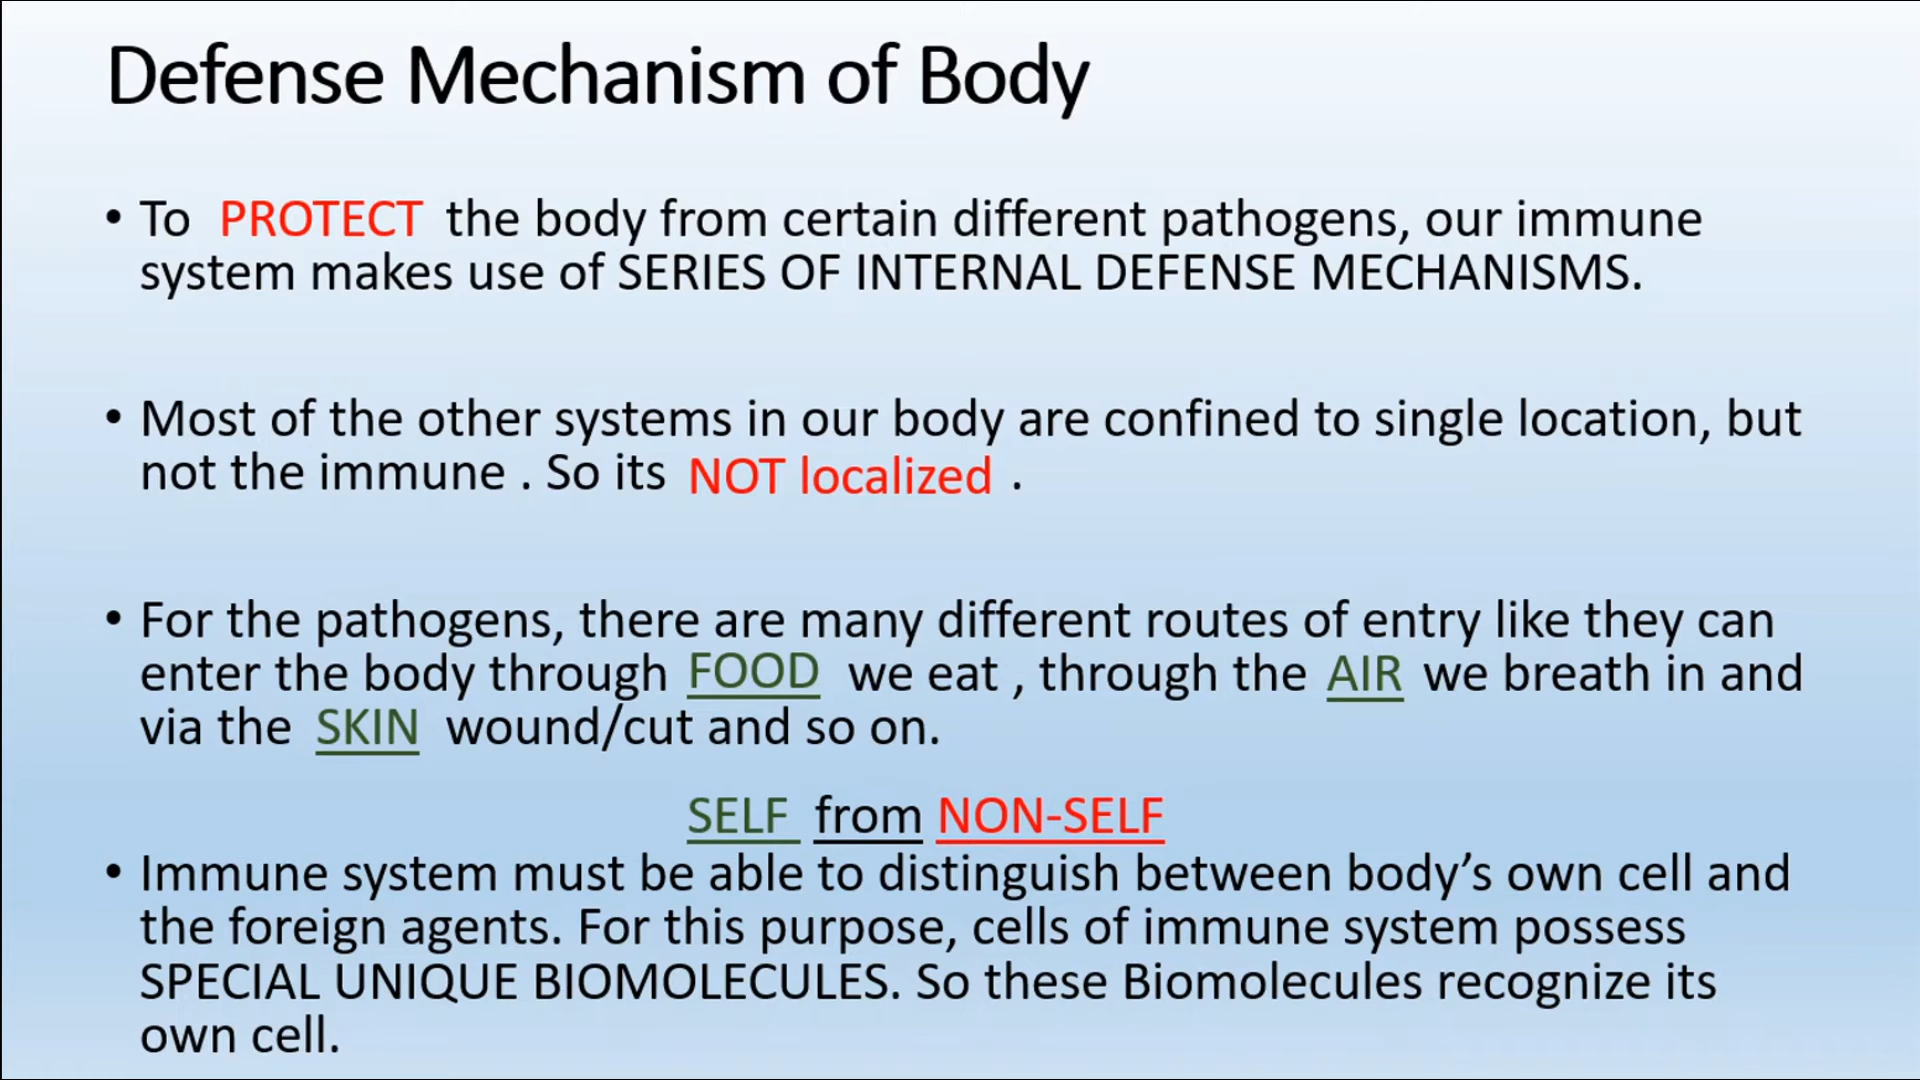 Defense Mechanism of Body
• To PROTECT the body from certain different pathogens, our immune
system makes use of SERIES OF INTERNAL DEFENSE MECHANISMS.
• Most of the other systems in our body are confined to single location, but
not the immune . So its NOT localized .
• For the pathogens, there are many different routes of entry like they can
enter the body through FOOD we eat , through the AIR we breath in and
via the SKIN wound/cut and so on.
SELF from NON-SELF
• Immune system must be able to distinguish between body’s own cell and
the foreign agents. For this purpose, cells of immune system possess
SPECIAL UNIQUE BIOMOLECULES. So these Biomolecules recognize its
own cell.